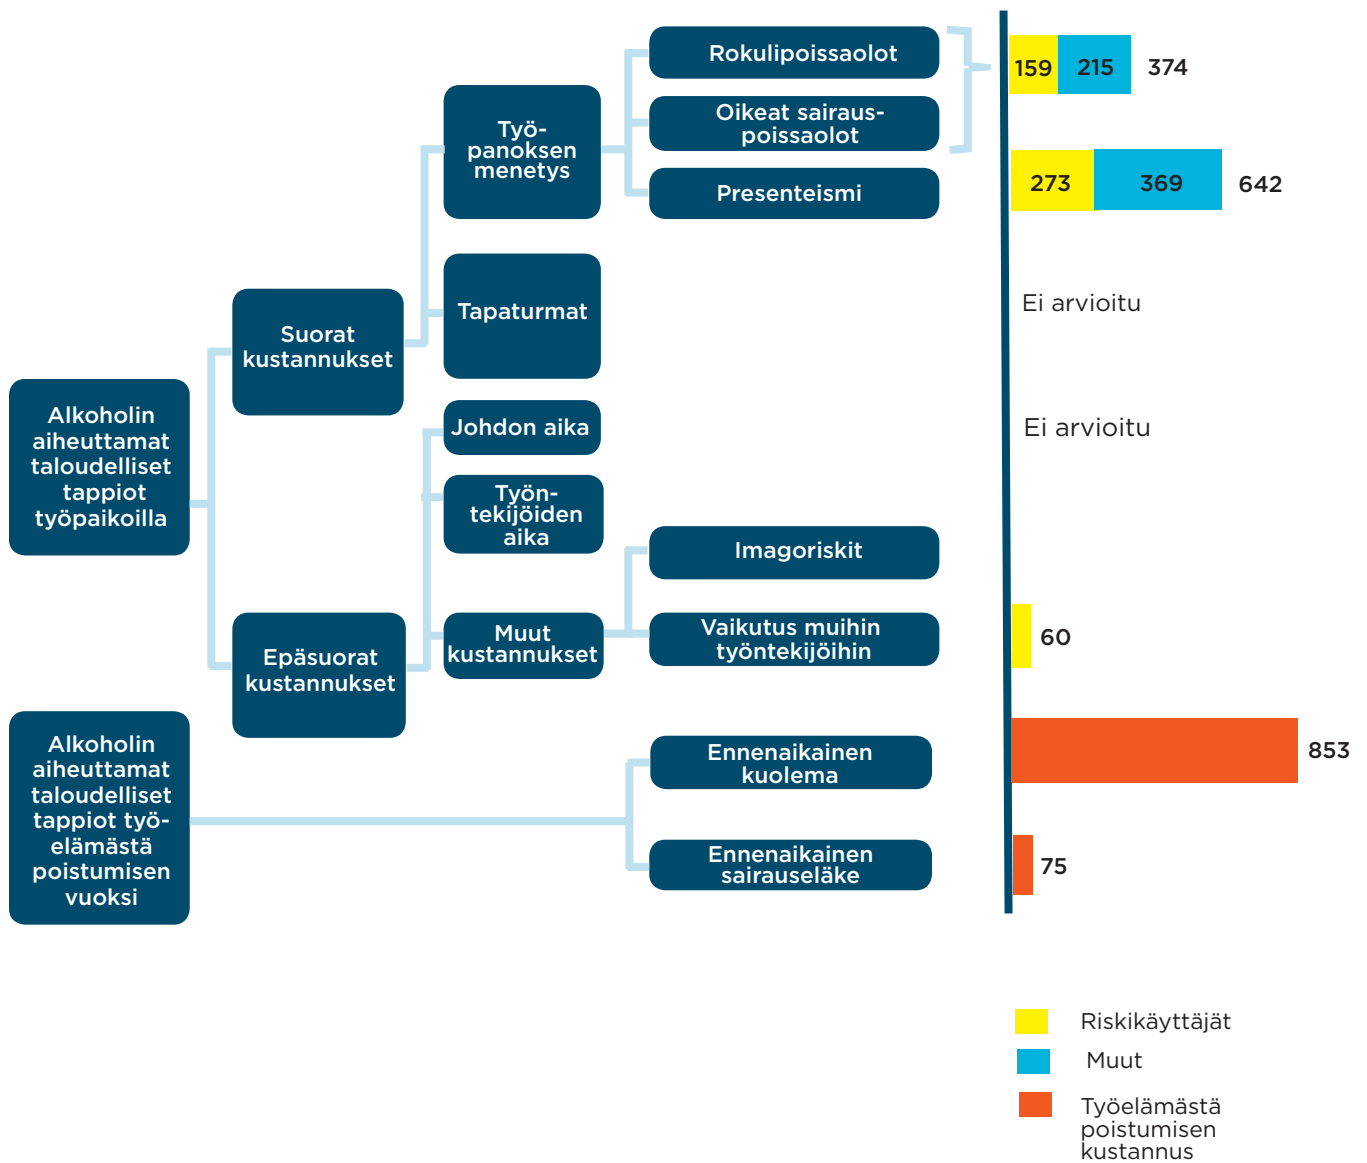 Alkoholin
aiheuttamat
taloudelliset
tappiot
työpaikoilla
Suorat
kustannukset
Työ-
panoksen
menetys
Rokulipoissaolot
Oikeat sairaus-
poissaolot
Presenteismi
Tapaturmat
Epäsuorat
kustannukset
Johdon aika
Työn-
tekijöiden
aika
Muut
kustannukset
Imagoriskit
Vaikutus muihin
työntekijöihin
Alkoholin
aiheuttamat
taloudelliset
tappiot työ-
elämästä
poistumisen
vuoksi
Ennenaikainen
kuolema
Ennenaikainen
sairauseläke
159 215 374
273 369 642
Ei arvioitu
Ei arvioitu
60
853
75
Riskikäyttäjät
Muut
Työelämästä
poistumisen
kustannus